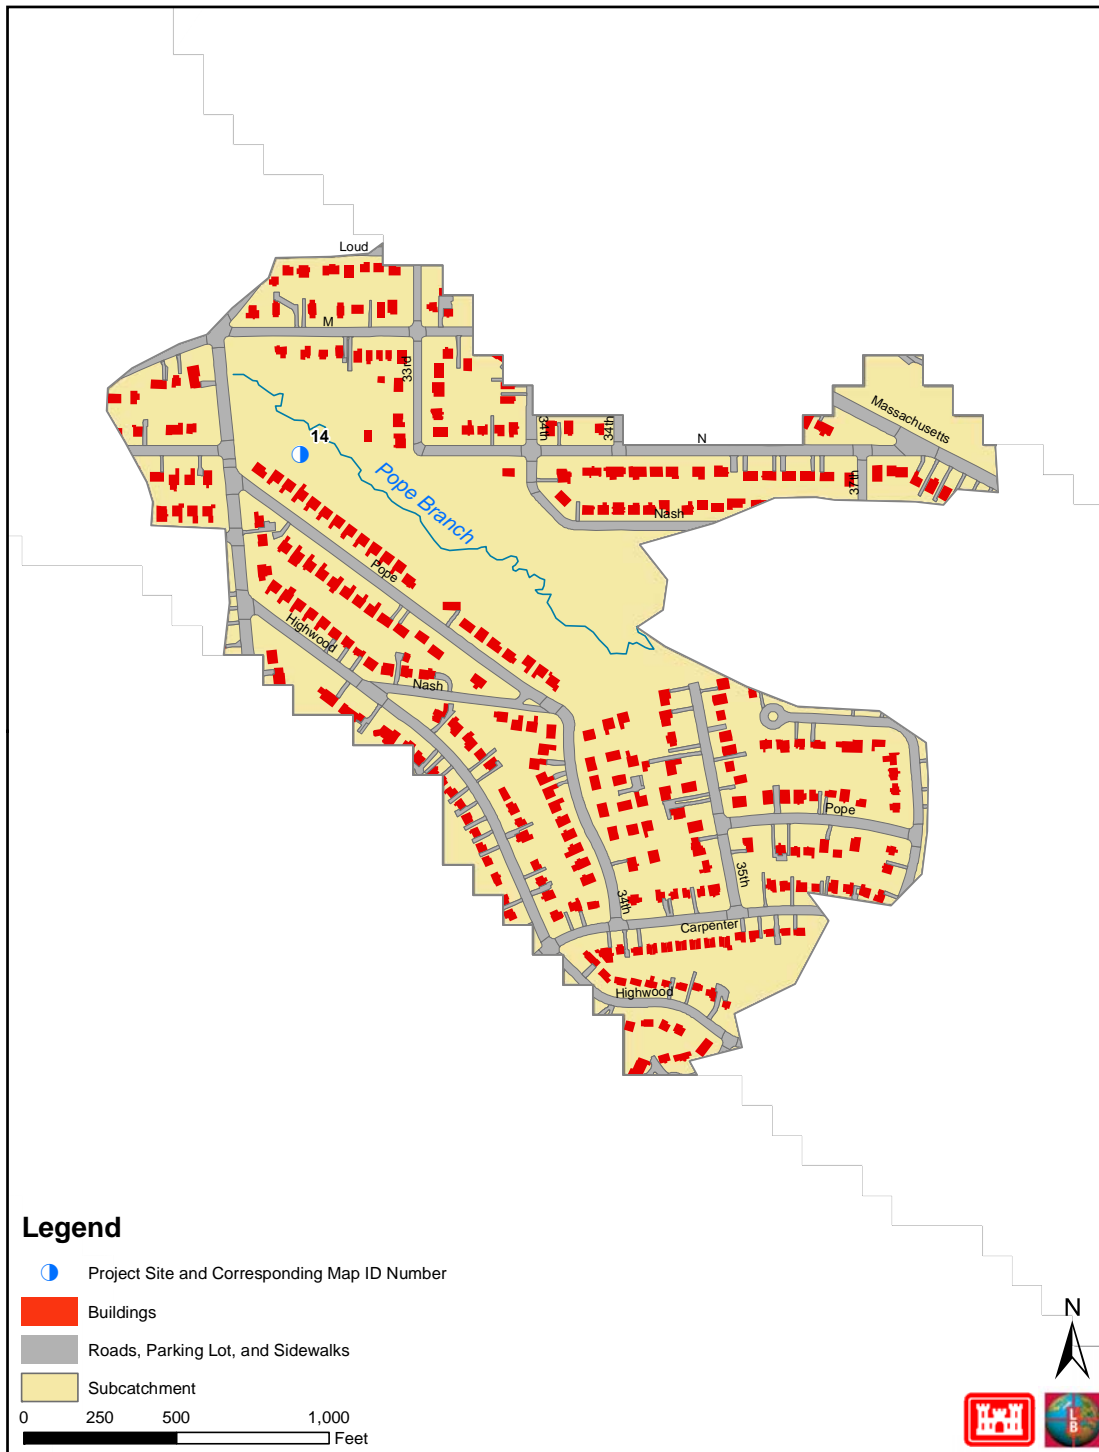 Loud
M
33rd
Massachusetts
14
34th
34th
N
37th
Pope Branch
Nash
Pope
Highwood
Nash
Pope
35th
34th
Carpenter
Highwood
Legend
Project Site and Corresponding Map ID Number
Buildings
Roads, Parking Lot, and Sidewalks
Subcatchment
0 250 500 1,000
Feet
N
L
B